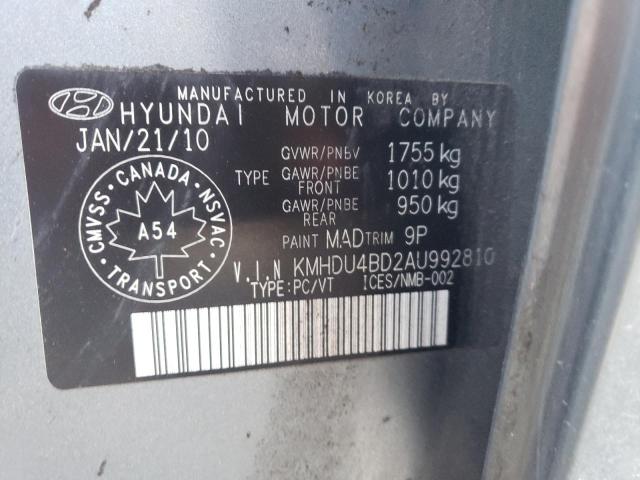 MANUFACTURED IN KOREA BY
HYUNDAI MOTOR COMPANY
JAN/21/10
GVWR/PNBV 1755 kg
TYPE GAWR/PNBE FRONT 1010 kg
GAWR/PNBE REAR 950 kg
PAINT MAD TRIM 9P
V.I.N KMHDU4BD2AU992810
TYPE:PC/VT ICES/NMB-002
CMVSS · CANADA · NSVAC
A54
TRANSPORT